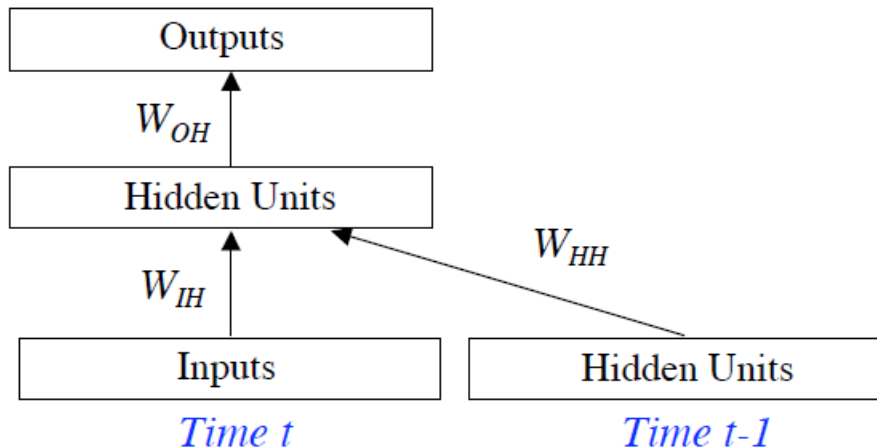 Outputs
W_OH
Hidden Units
W_HH
W_IH
Inputs
Hidden Units
Time t
Time t-1